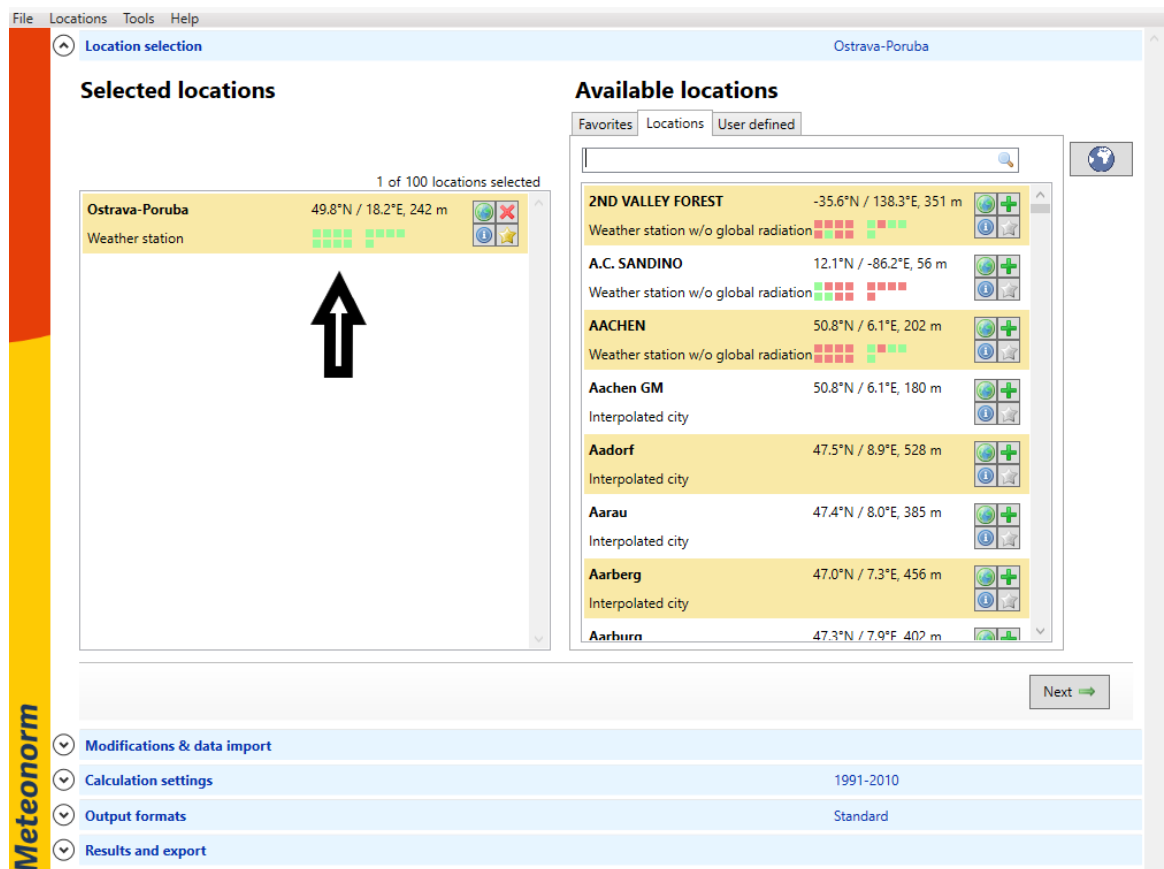 File Locations Tools Help
Location selection Ostrava-Poruba
Selected locations
Available locations
Favorites Locations User defined
1 of 100 locations selected
Ostrava-Poruba 49.8°N / 18.2°E, 242 m
Weather station
2ND VALLEY FOREST -35.6°N / 138.3°E, 351 m
Weather station w/o global radiation
A.C. SANDINO 12.1°N / -86.2°E, 56 m
Weather station w/o global radiation
AACHEN 50.8°N / 6.1°E, 202 m
Weather station w/o global radiation
Aachen GM 50.8°N / 6.1°E, 180 m
Interpolated city
Aadorf 47.5°N / 8.9°E, 528 m
Interpolated city
Aarau 47.4°N / 8.0°E, 385 m
Interpolated city
Aarberg 47.0°N / 7.3°E, 456 m
Interpolated city
Aarburg 47.3°N / 7.9°E, 402 m
Next
Modifications & data import
Calculation settings 1991-2010
Output formats Standard
Results and export
Meteonorm